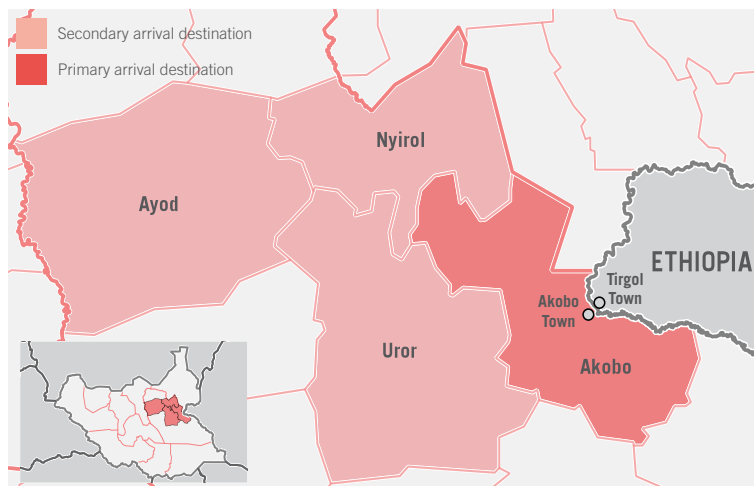 Secondary arrival destination
Primary arrival destination
Nyirol
Ayod
ETHIOPIA
Tirgol
Town
Akobo
Town
Uror
Akobo